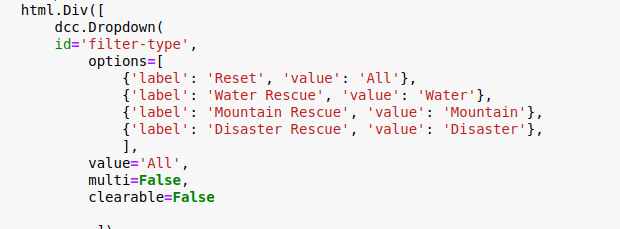 html.Div([
dcc.Dropdown(
id='filter-type',
options=[
{'label': 'Reset', 'value': 'All'},
{'label': 'Water Rescue', 'value': 'Water'},
{'label': 'Mountain Rescue', 'value': 'Mountain'},
{'label': 'Disaster Rescue', 'value': 'Disaster'},
],
value='All',
multi=False,
clearable=False